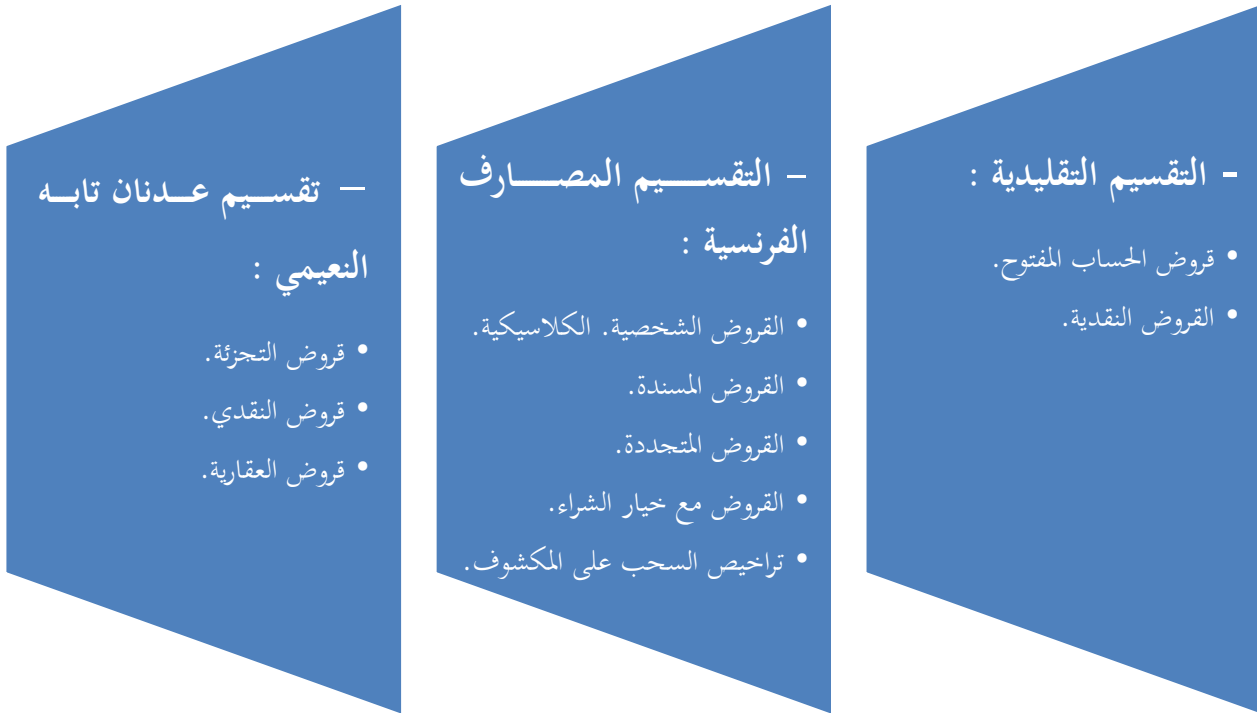 - التقسيم التقليدية :
• قروض الحساب المفتوح.
• القروض النقدية.
– التقسيم المصارف
الفرنسية :
• القروض الشخصية. الكلاسيكية.
• القروض المسندة.
• القروض المتجددة.
• القروض مع خيار الشراء.
• تراخيص السحب على المكشوف.
– تقسيم عدنان تابه
النعيمي :
• قروض التجزئة.
• قروض النقدي.
• قروض العقارية.